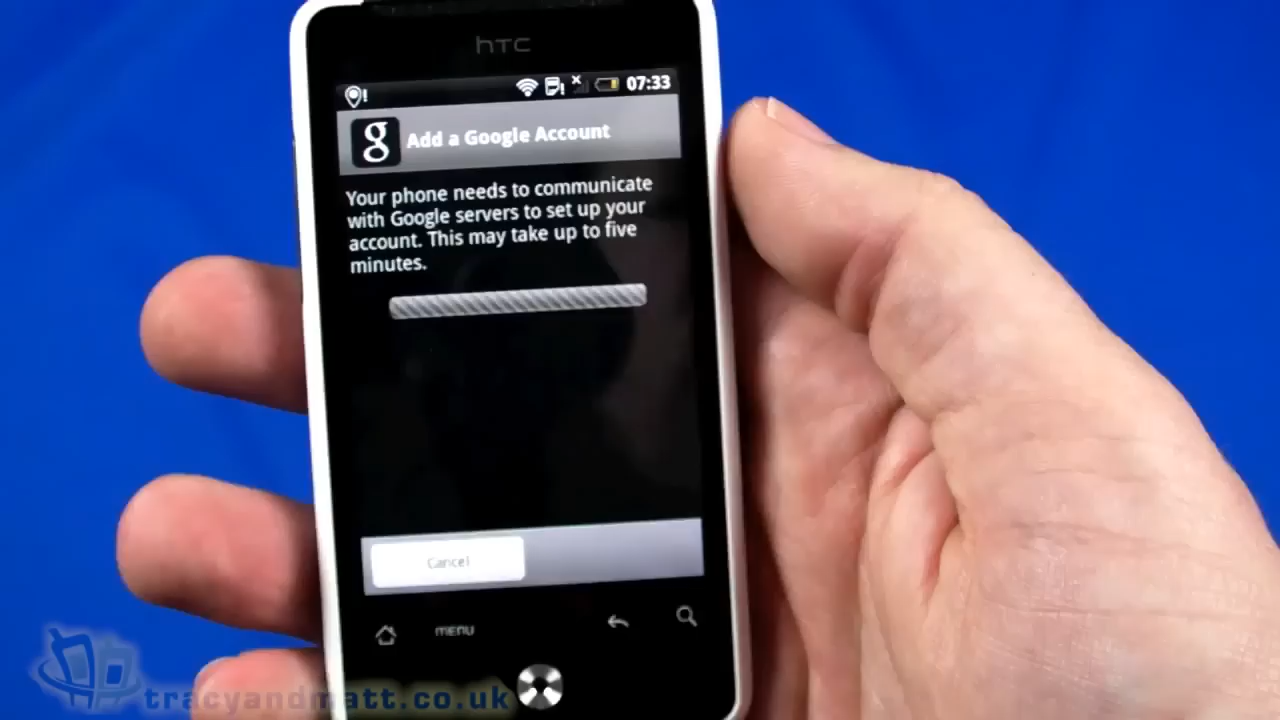 hTC
07:33
g Add a Google Account
Your phone needs to communicate
with Google servers to set up your
account. This may take up to five
minutes.
Cancel
menu
tracyandmatt.co.uk